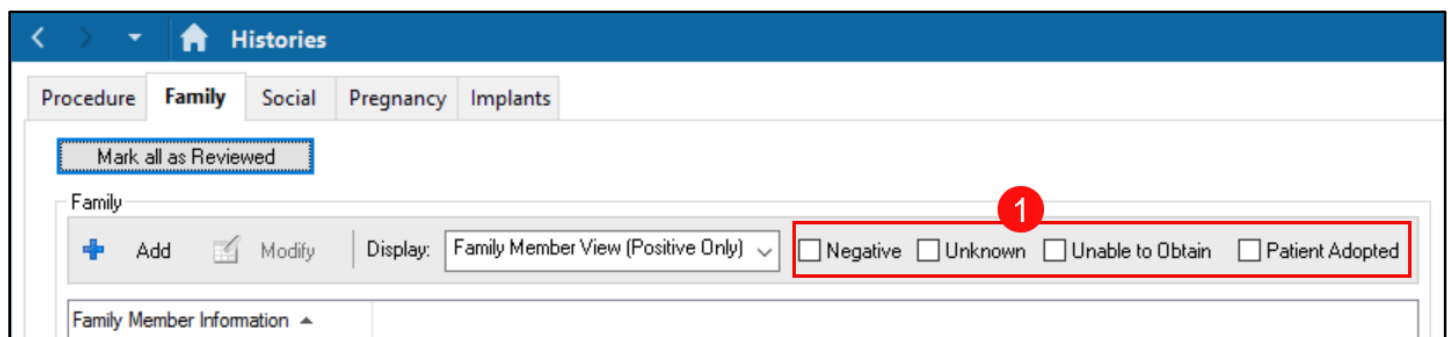 Histories
Procedure Family Social Pregnancy Implants
Mark all as Reviewed
Family
1
Add Modify Display: Family Member View (Positive Only) Negative Unknown Unable to Obtain Patient Adopted
Family Member Information